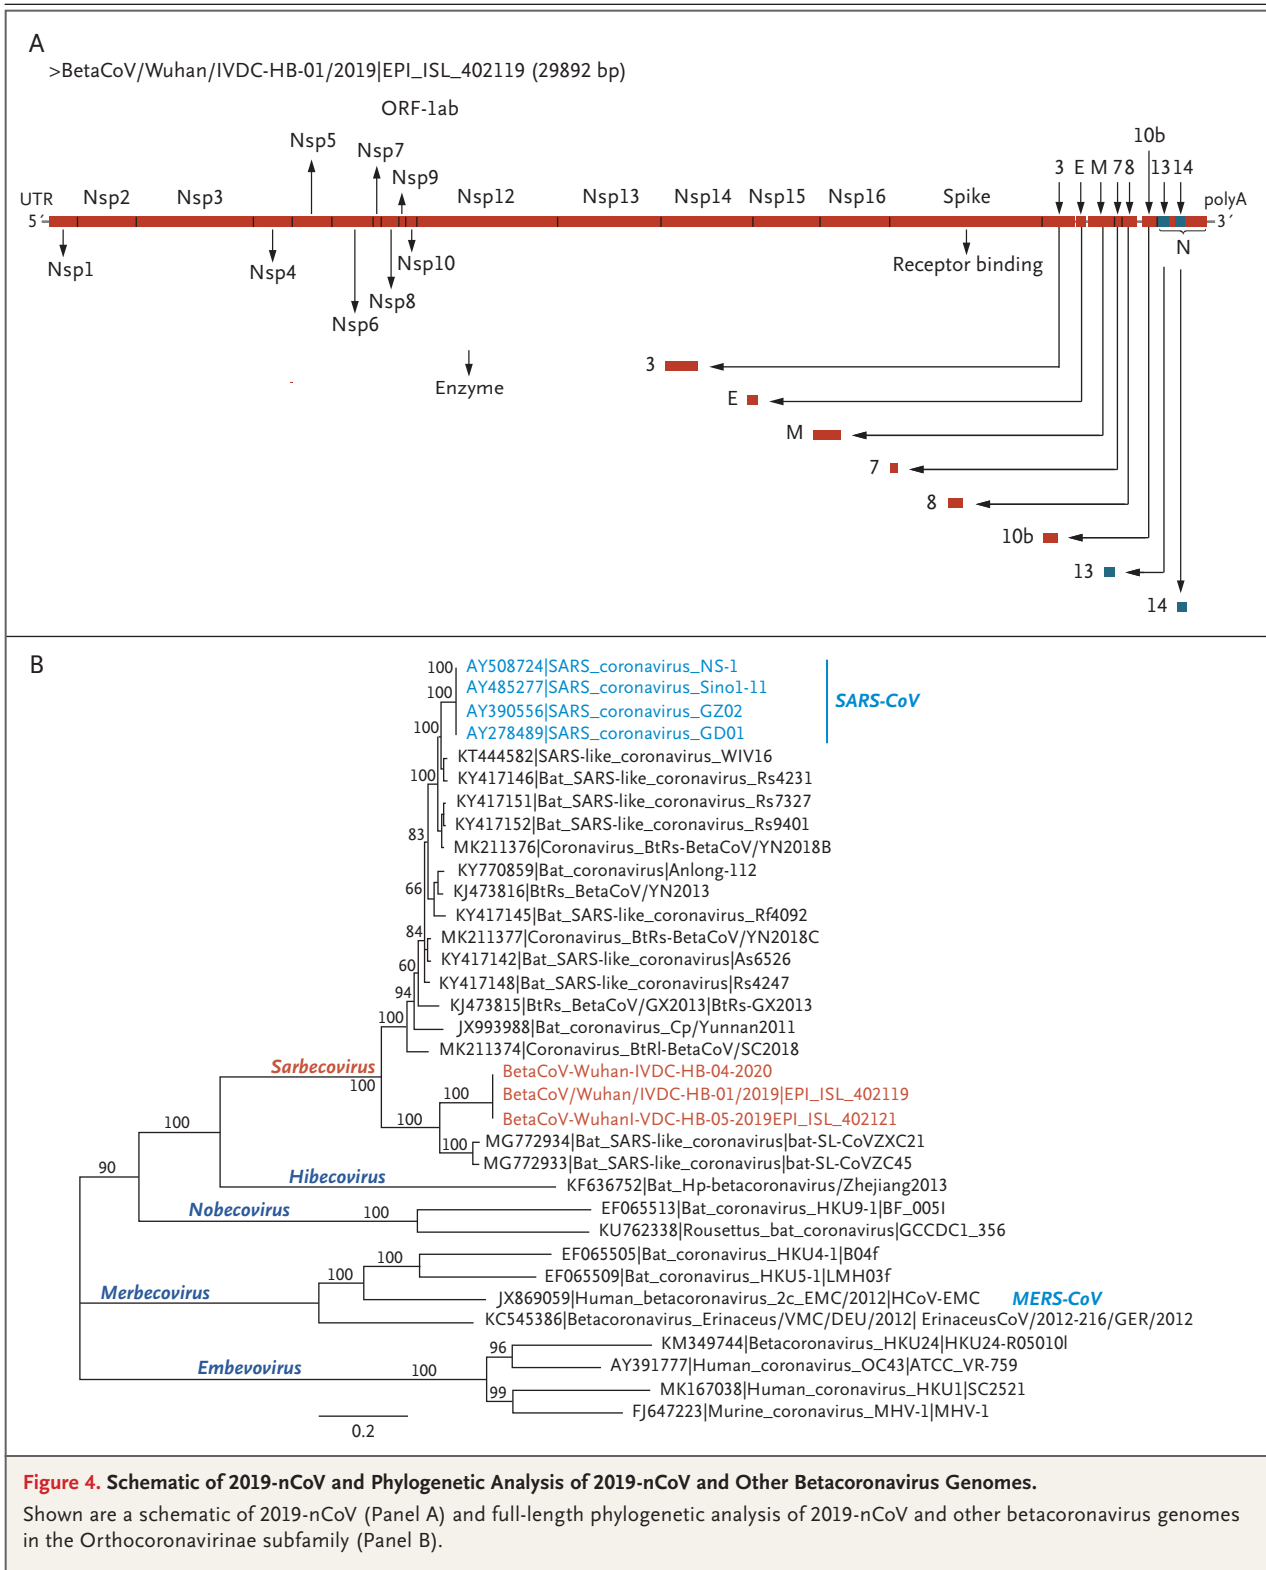 A
>BetaCoV/Wuhan/IVDC-HB-01/2019|EPI_ISL_402119 (29892 bp)
ORF-1ab
Nsp5
Nsp7
Nsp9
10b
3 E M 7 8 13 14
UTR
Nsp2
Nsp3
Nsp12
Nsp13
Nsp14
Nsp15
Nsp16
Spike
polyA
5´
3´
Nsp1
Nsp4
Nsp6
Nsp8
Nsp10
Receptor binding
N
Enzyme
3
E
M
7
8
10b
13
14
B
100 AY508724|SARS_coronavirus_NS-1
100 AY485277|SARS_coronavirus_Sino1-11
SARS-CoV
AY390556|SARS_coronavirus_GZ02
100 AY278489|SARS_coronavirus_GD01
KT444582|SARS-like_coronavirus_WIV16
100 KY417146|Bat_SARS-like_coronavirus_Rs4231
KY417151|Bat_SARS-like_coronavirus_Rs7327
KY417152|Bat_SARS-like_coronavirus_Rs9401
83
MK211376|Coronavirus_BtRs-BetaCoV/YN2018B
KY770859|Bat_coronavirus|Anlong-112
66 KJ473816|BtRs_BetaCoV/YN2013
KY417145|Bat_SARS-like_coronavirus_Rf4092
84 MK211377|Coronavirus_BtRs-BetaCoV/YN2018C
KY417142|Bat_SARS-like_coronavirus|As6526
60
KY417148|Bat_SARS-like_coronavirus|Rs4247
94
KJ473815|BtRs_BetaCoV/GX2013|BtRs-GX2013
100 JX993988|Bat_coronavirus_Cp/Yunnan2011
MK211374|Coronavirus_BtRl-BetaCoV/SC2018
Sarbecovirus
100
BetaCoV-Wuhan-IVDC-HB-04-2020
100 BetaCoV/Wuhan/IVDC-HB-01/2019|EPI_ISL_402119
100 BetaCoV-WuhanI-VDC-HB-05-2019EPI_ISL_402121
100 MG772934|Bat_SARS-like_coronavirus|bat-SL-CoVZXC21
MG772933|Bat_SARS-like_coronavirus|bat-SL-CoVZC45
100
90
Hibecovirus
KF636752|Bat_Hp-betacoronavirus/Zhejiang2013
Nobecovirus
100
EF065513|Bat_coronavirus_HKU9-1|BF_005I
KU762338|Rousettus_bat_coronavirus|GCCDC1_356
100 EF065505|Bat_coronavirus_HKU4-1|B04f
100 EF065509|Bat_coronavirus_HKU5-1|LMH03f
Merbecovirus
JX869059|Human_betacoronavirus_2c_EMC/2012|HCoV-EMC
MERS-CoV
KC545386|Betacoronavirus_Erinaceus/VMC/DEU/2012| ErinaceusCoV/2012-216/GER/2012
96 KM349744|Betacoronavirus_HKU24|HKU24-R05010I
Embevovirus
100
AY391777|Human_coronavirus_OC43|ATCC_VR-759
99 MK167038|Human_coronavirus_HKU1|SC2521
FJ647223|Murine_coronavirus_MHV-1|MHV-1
0.2
Figure 4. Schematic of 2019-nCoV and Phylogenetic Analysis of 2019-nCoV and Other Betacoronavirus Genomes.
Shown are a schematic of 2019-nCoV (Panel A) and full-length phylogenetic analysis of 2019-nCoV and other betacoronavirus genomes
in the Orthocoronavirinae subfamily (Panel B).